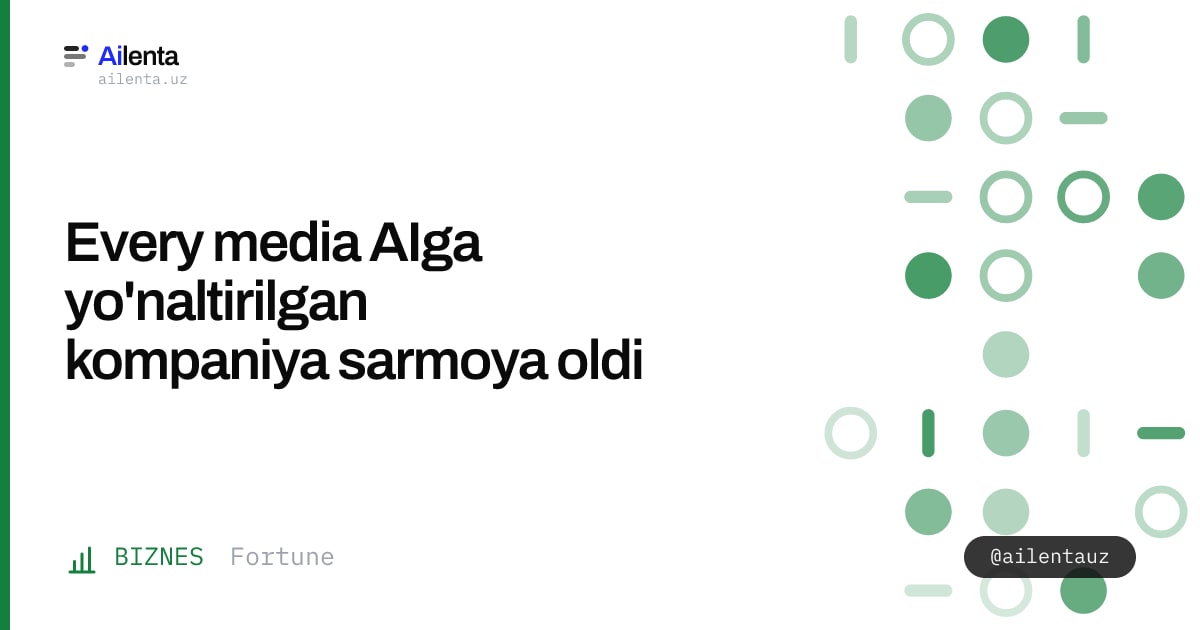 Ailenta
ailenta.uz
Every media AIga
yo'naltirilgan
kompaniya sarmoya oldi
BIZNES Fortune
@ailentauz